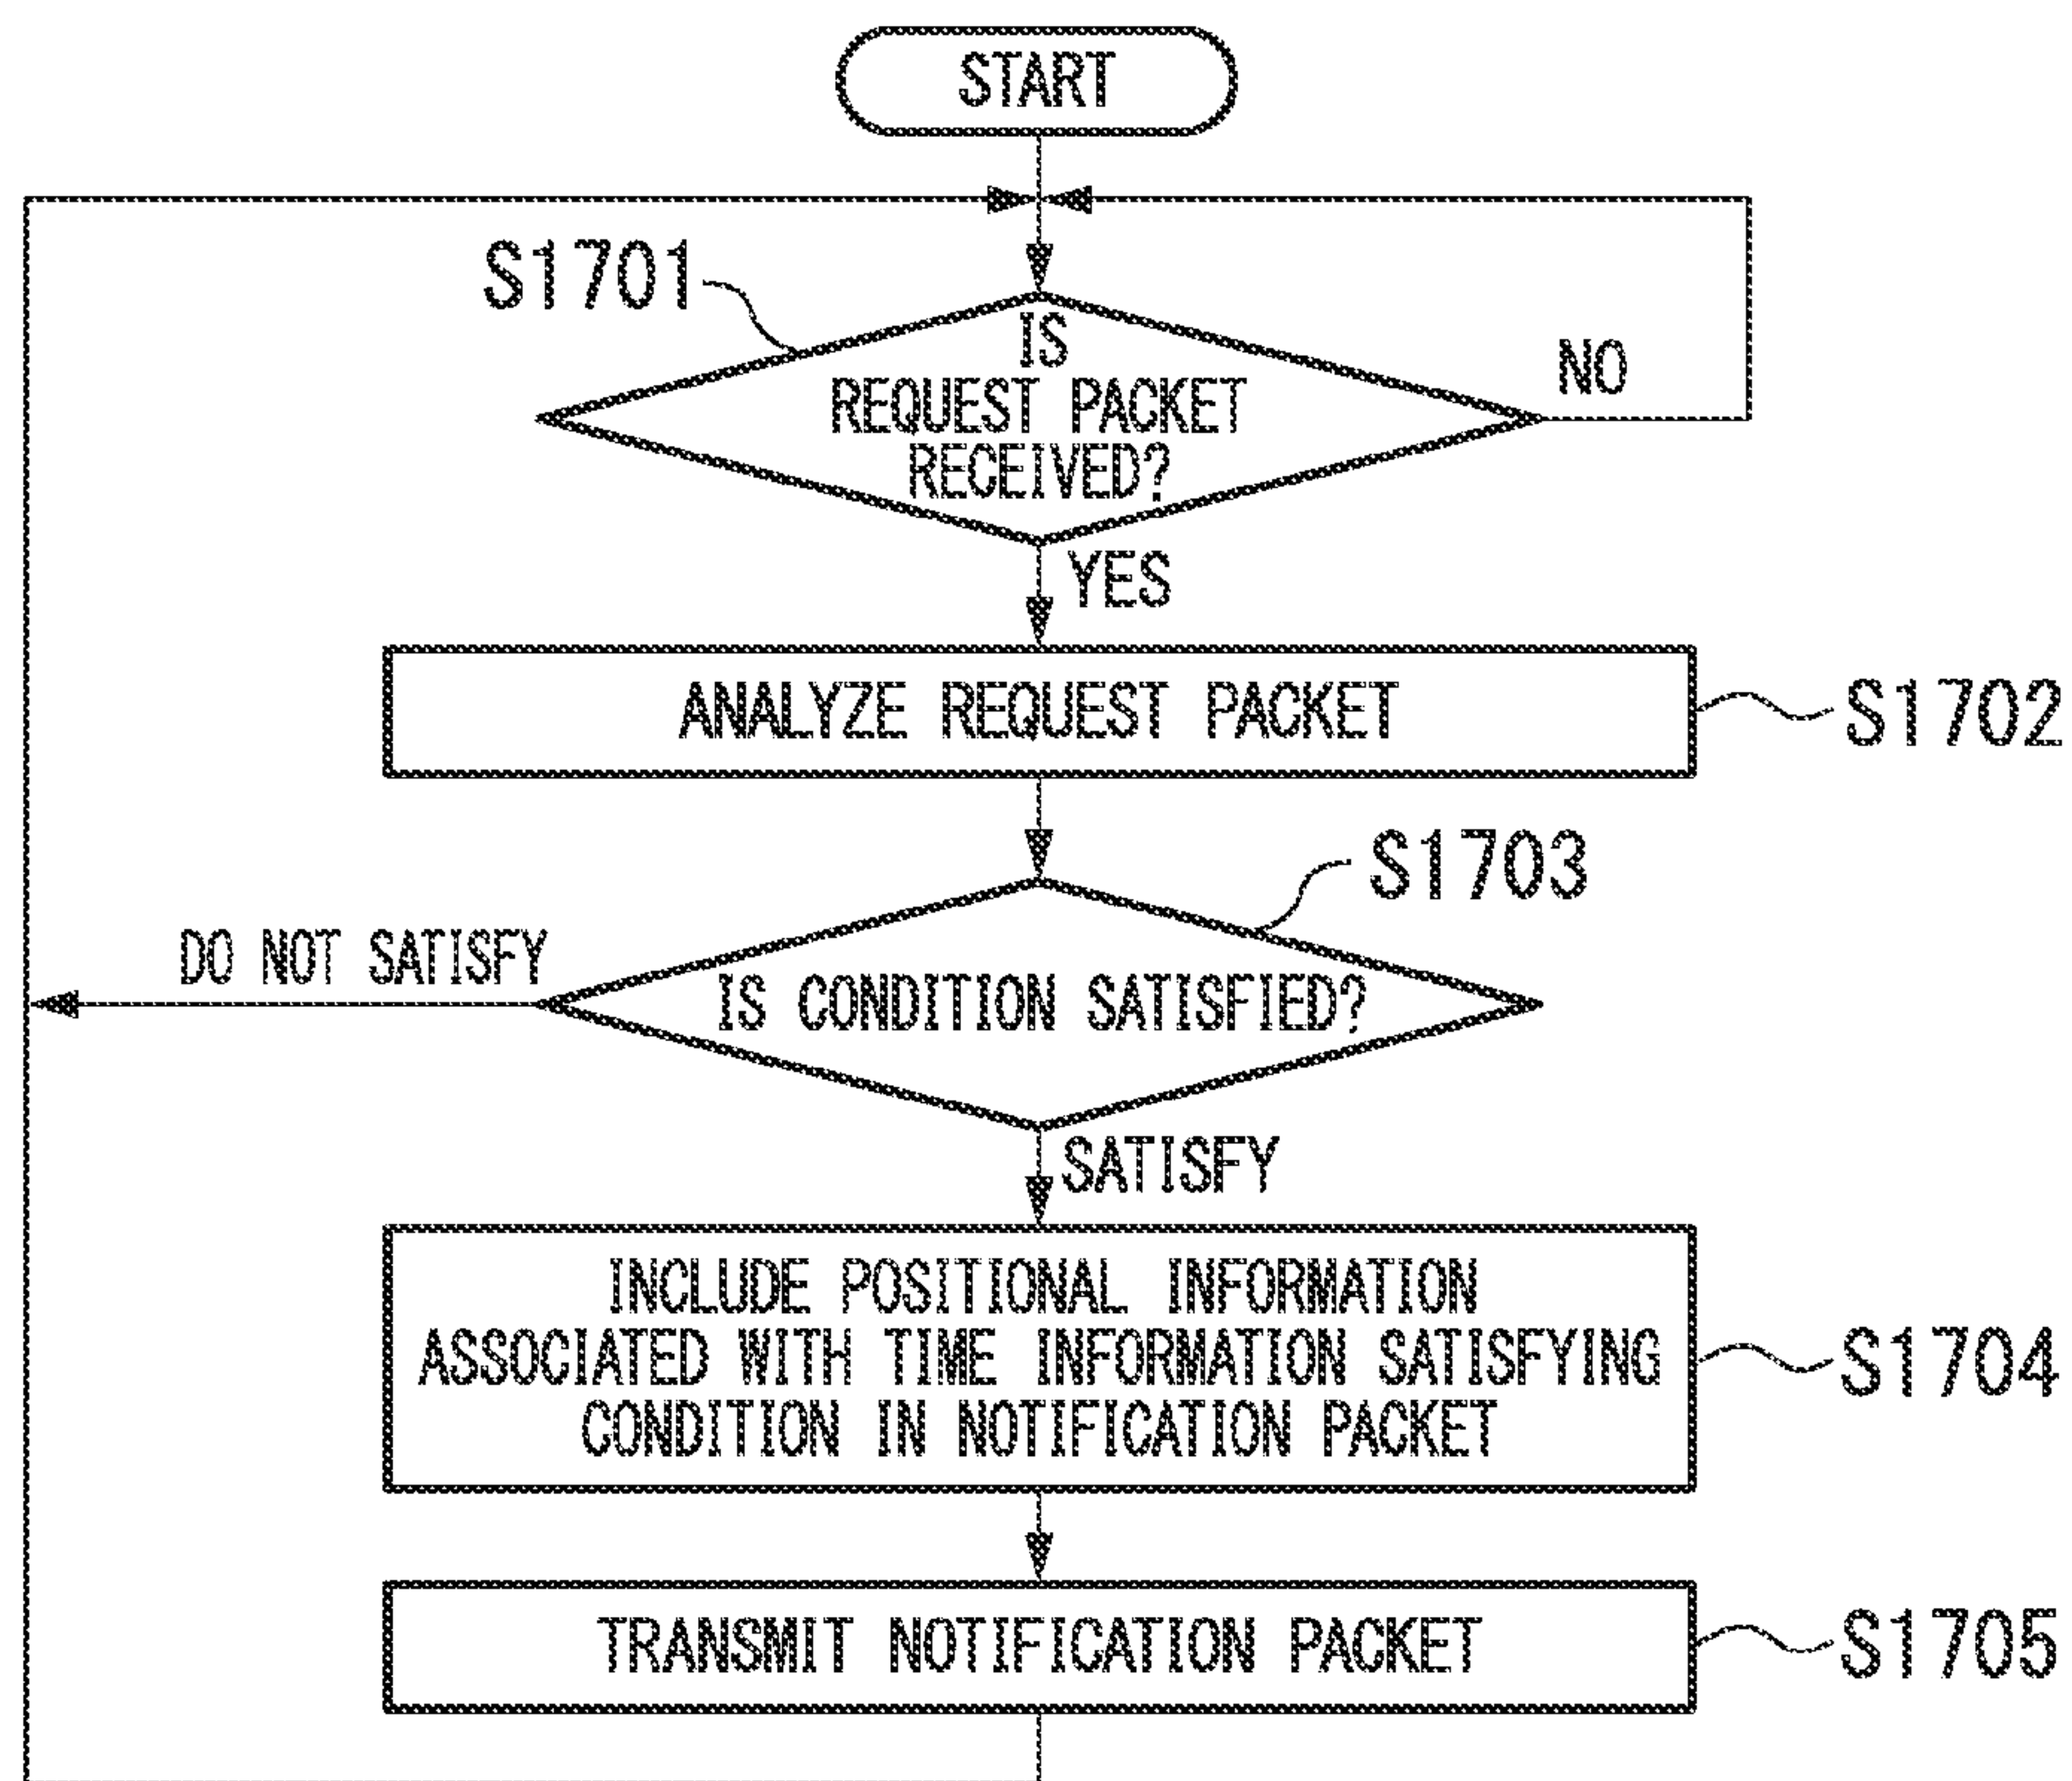 START
S1701
IS
REQUEST PACKET
RECEIVED?
NO
YES
ANALYZE REQUEST PACKET
S1702
S1703
DO NOT SATISFY
IS CONDITION SATISFIED?
SATISFY
INCLUDE POSITIONAL INFORMATION
ASSOCIATED WITH TIME INFORMATION SATISFYING
CONDITION IN NOTIFICATION PACKET
S1704
TRANSMIT NOTIFICATION PACKET
S1705